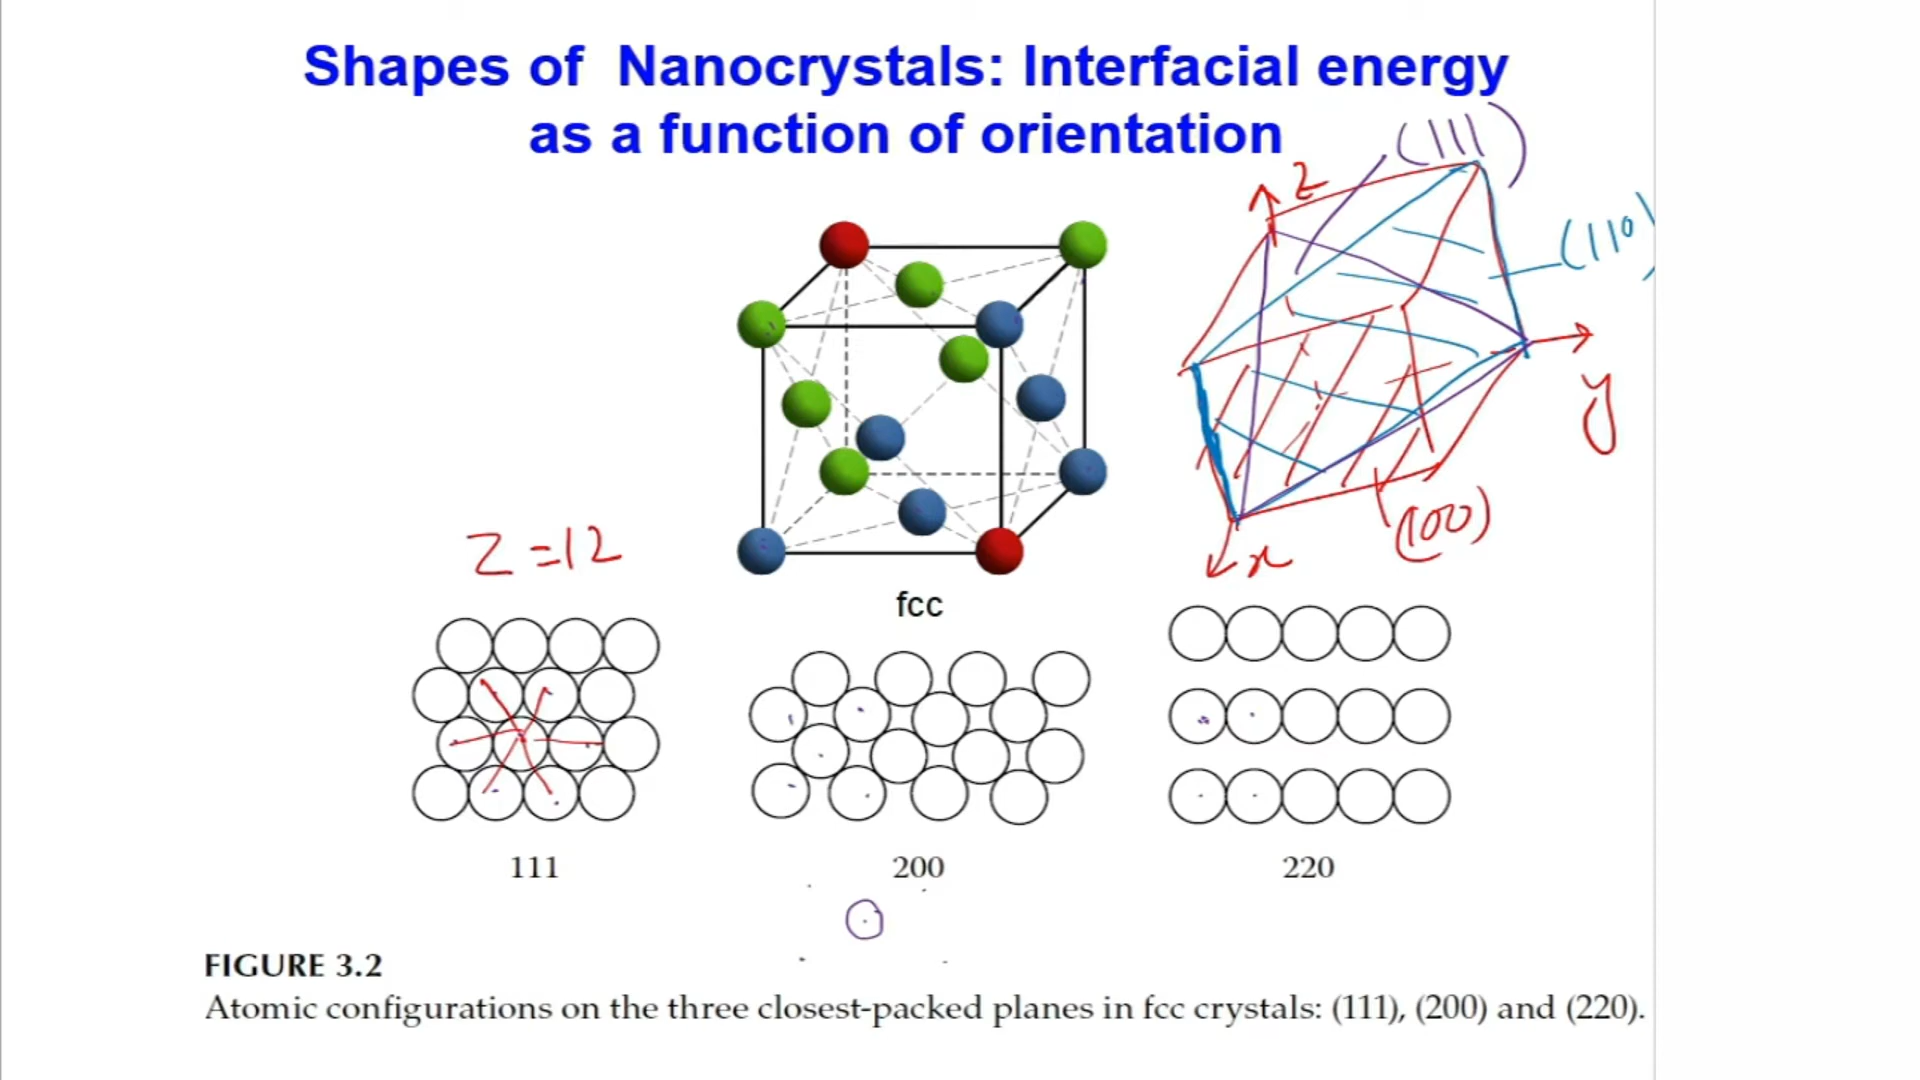 Shapes of Nanocrystals: Interfacial energy
as a function of orientation
(111)
z
(110)
y
(100)
x
Z=12
fcc
111
200
220
FIGURE 3.2
Atomic configurations on the three closest-packed planes in fcc crystals: (111), (200) and (220).